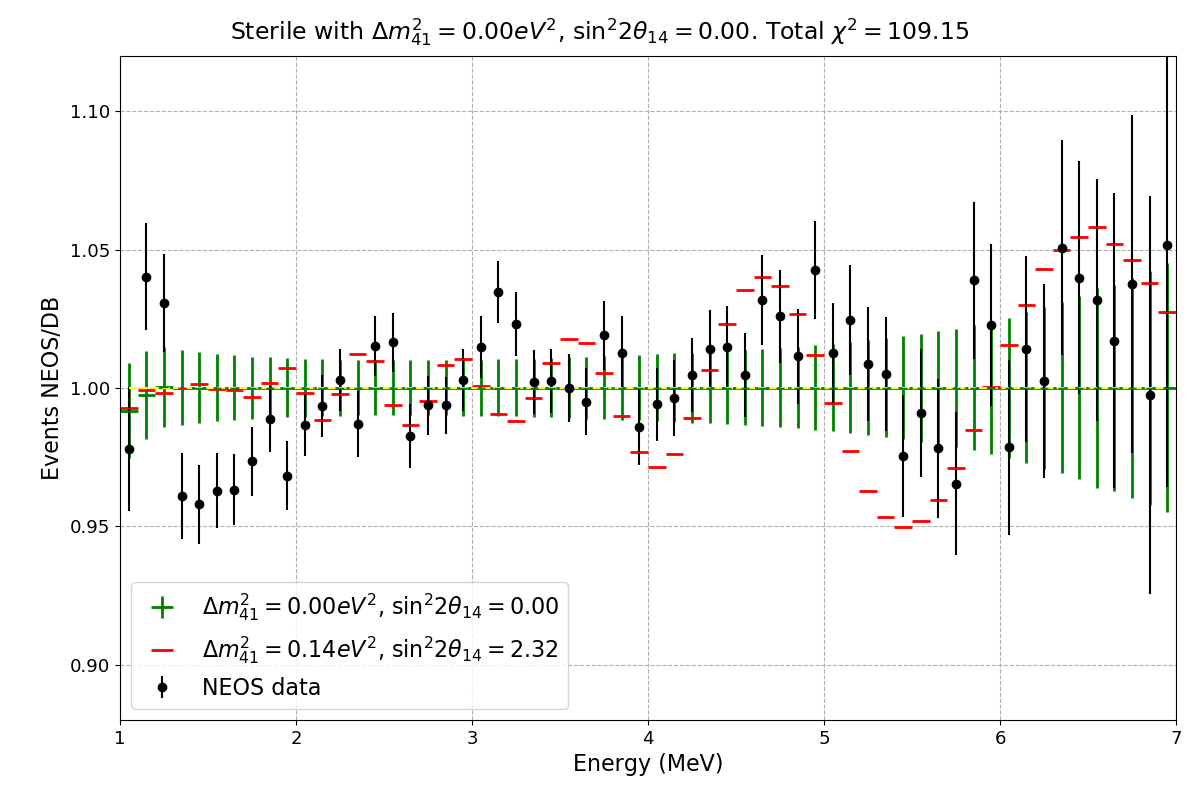 Sterile with Δm²₄₁ = 0.00eV², sin²2θ₁₄ = 0.00. Total χ² = 109.15
Events NEOS/DB
1.10
1.05
1.00
0.95
0.90
Δm²₄₁ = 0.00eV², sin²2θ₁₄ = 0.00
Δm²₄₁ = 0.14eV², sin²2θ₁₄ = 2.32
NEOS data
1 2 3 4 5 6 7
Energy (MeV)